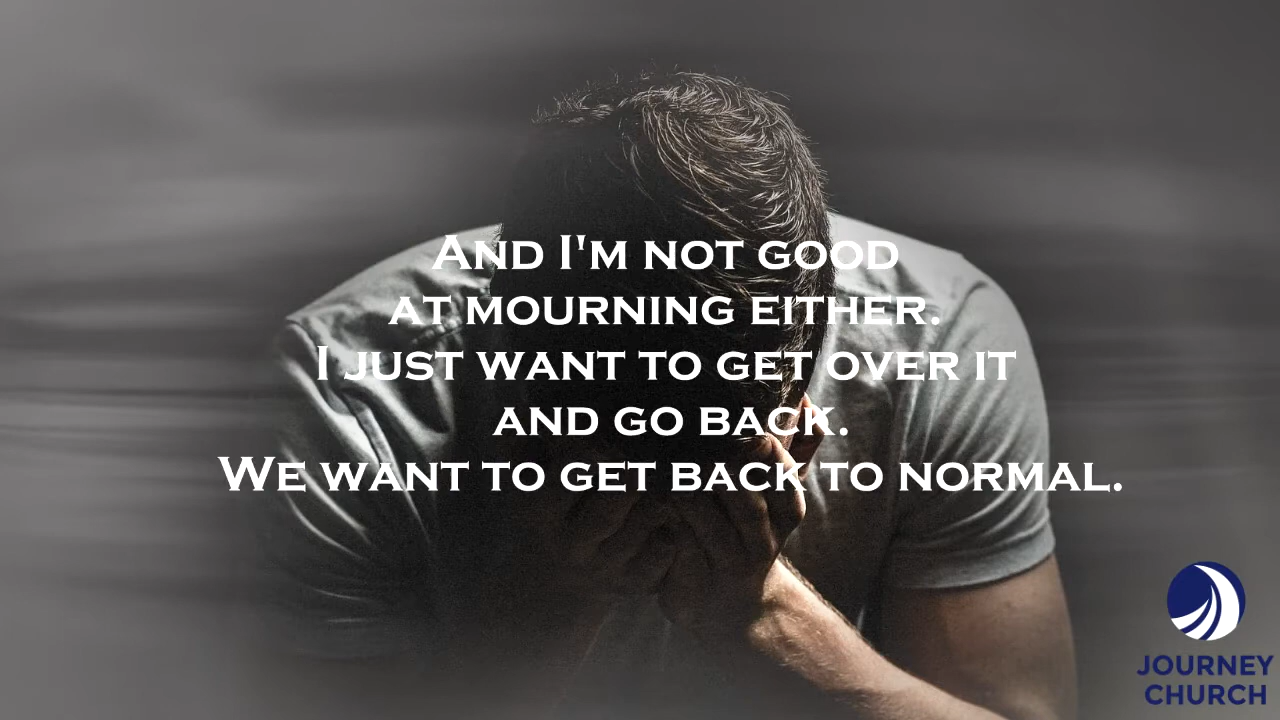 And I'm not good
at mourning either.
I just want to get over it
and go back.
We want to get back to normal.
JOURNEY
CHURCH